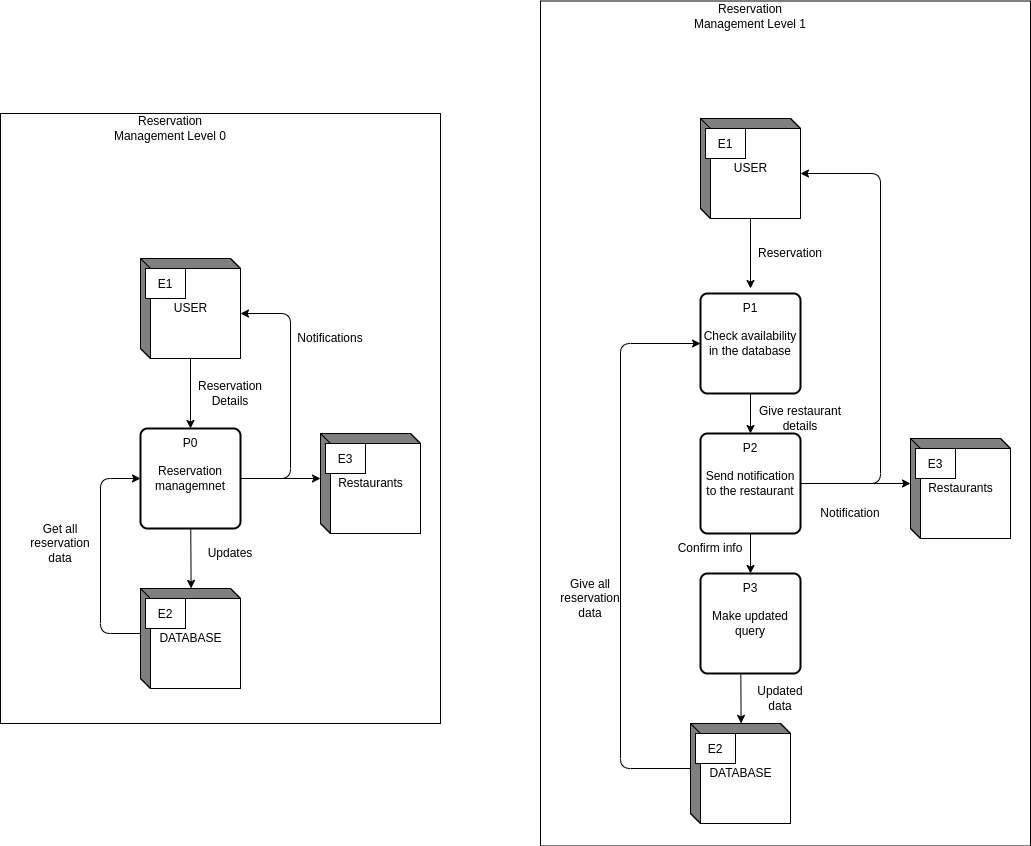 Reservation
Management Level 0
E1
USER
Notifications
Reservation
Details
P0
Reservation
managemnet
E3
Restaurants
Get all
reservation
data
Updates
E2
DATABASE
Reservation
Management Level 1
E1
USER
Reservation
P1
Check availability
in the database
Give restaurant
details
P2
Send notification
to the restaurant
E3
Restaurants
Notification
Confirm info
Give all
reservation
data
P3
Make updated
query
Updated
data
E2
DATABASE